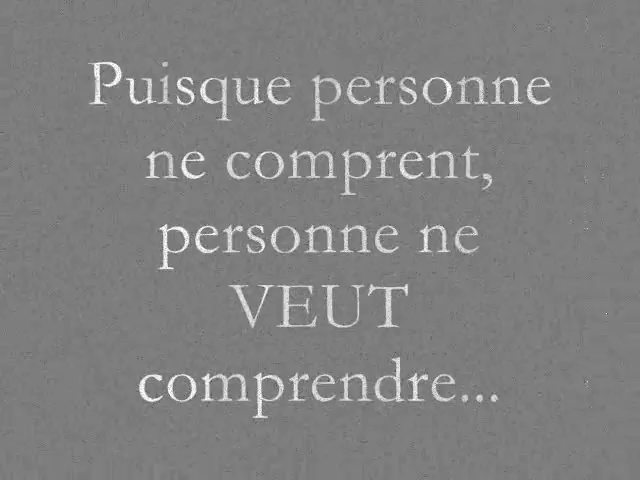 Puisque personne
ne comprent,
personne ne
VEUT
comprendre...